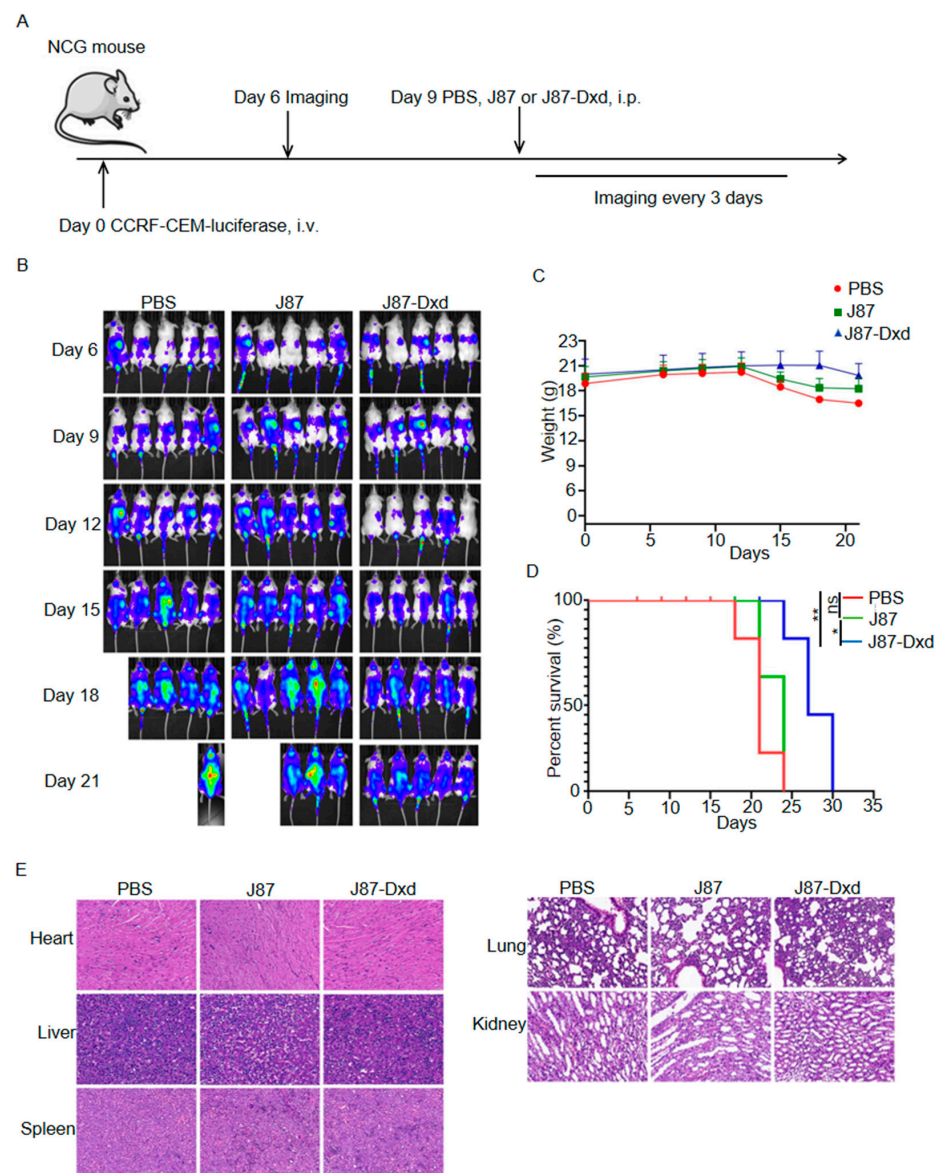 A
NCG mouse
Day 6 Imaging
Day 9 PBS, J87 or J87-Dxd, i.p.
Imaging every 3 days
Day 0 CCRF-CEM-luciferase, i.v.
B
PBS J87 J87-Dxd
Day 6
Day 9
Day 12
Day 15
Day 18
Day 21
C
PBS
J87
J87-Dxd
Weight (g)
23
21
18
15
12
9
6
0
0 5 10 15 20
Days
D
PBS
J87
J87-Dxd
** ns
*
Percent survival (%)
100
50
0
0 5 10 15 20 25 30 35
Days
E
PBS J87 J87-Dxd
Heart
Liver
Spleen
PBS J87 J87-Dxd
Lung
Kidney